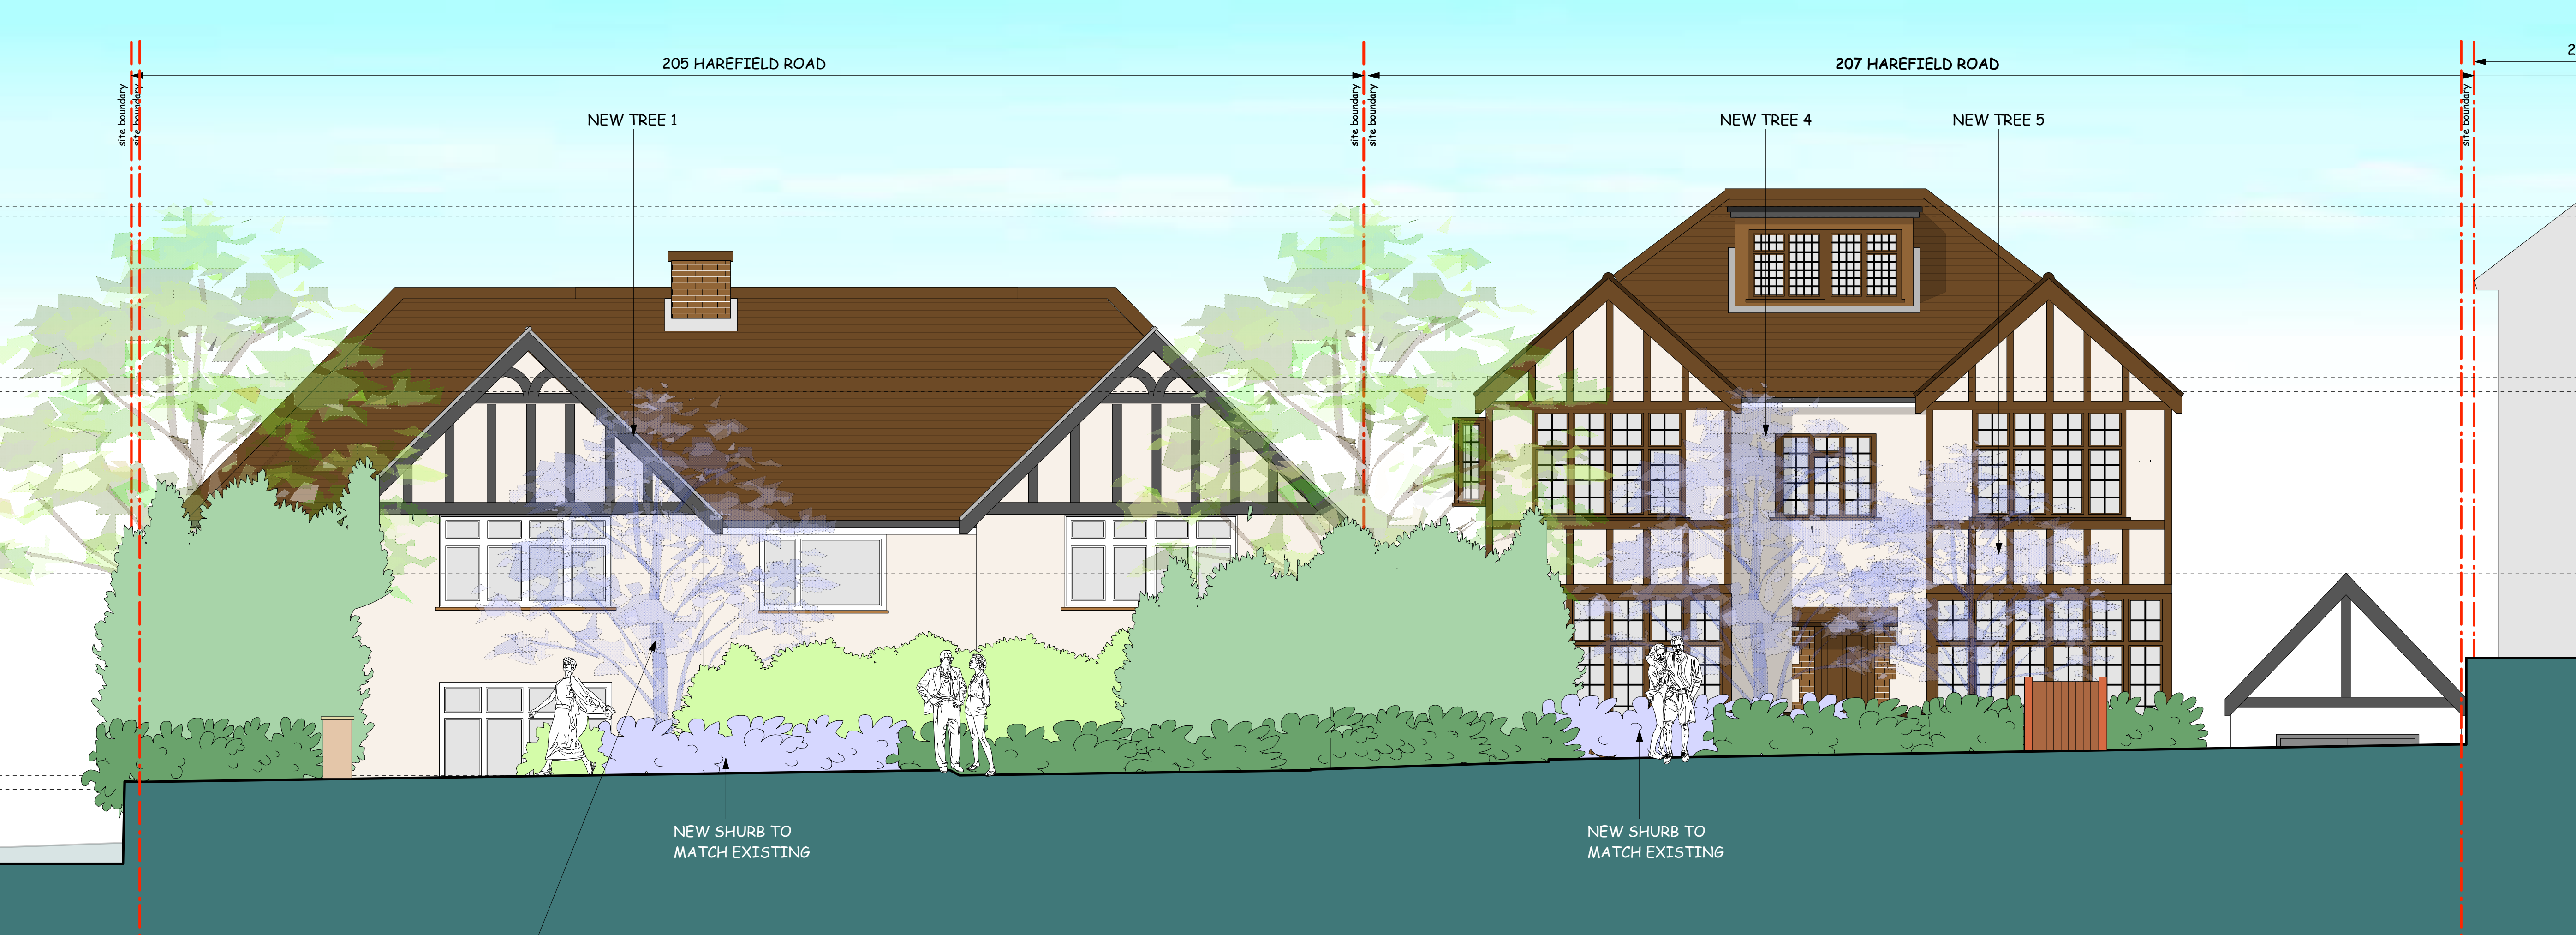 205 HAREFIELD ROAD
207 HAREFIELD ROAD
2
site boundary
site boundary
site boundary
site boundary
site boundary
NEW TREE 1
NEW TREE 4
NEW TREE 5
NEW SHURB TO
MATCH EXISTING
NEW SHURB TO
MATCH EXISTING